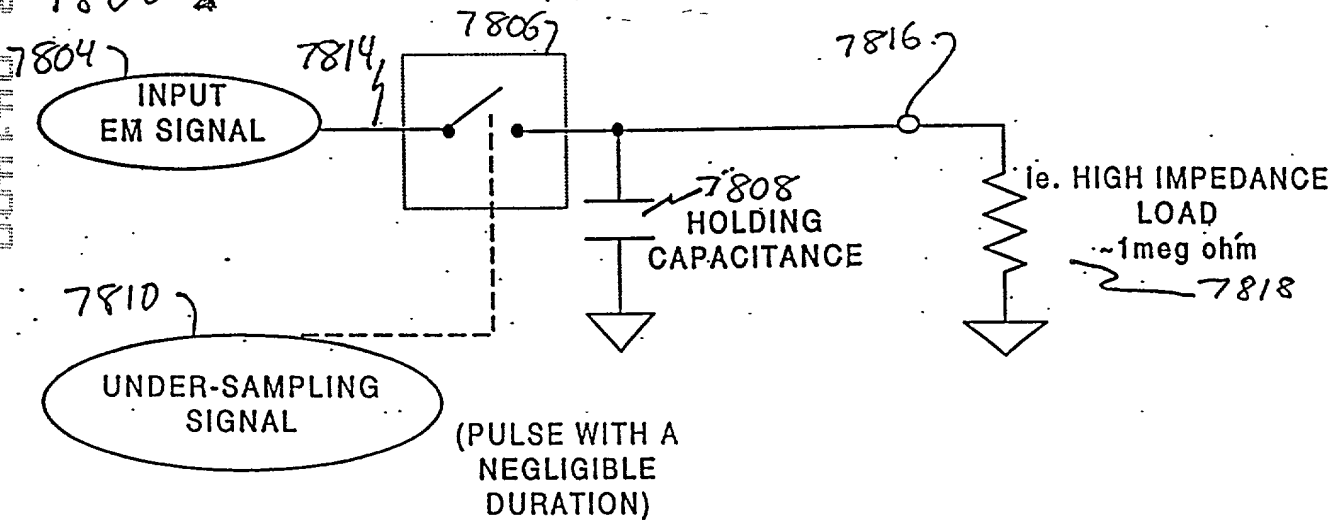 7804
7814
7806
7816
INPUT
EM SIGNAL
7808
HOLDING
CAPACITANCE
ie. HIGH IMPEDANCE
LOAD
~1meg ohm
7818
7810
UNDER-SAMPLING
SIGNAL
(PULSE WITH A
NEGLIGIBLE
DURATION)